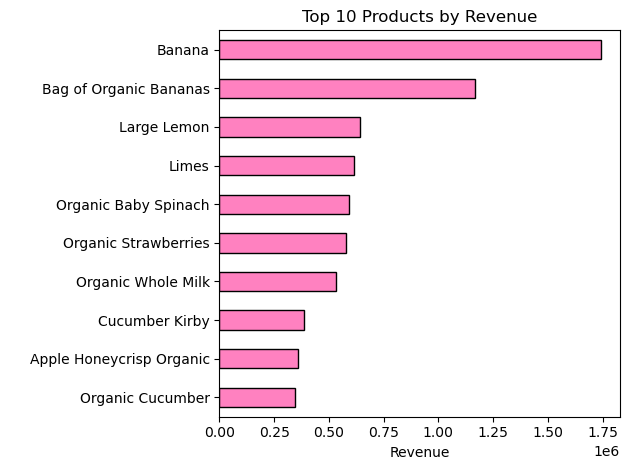 Top 10 Products by Revenue
Banana
Bag of Organic Bananas
Large Lemon
Limes
Organic Baby Spinach
Organic Strawberries
Organic Whole Milk
Cucumber Kirby
Apple Honeycrisp Organic
Organic Cucumber
0.00 0.25 0.50 0.75 1.00 1.25 1.50 1.75
1e6
Revenue